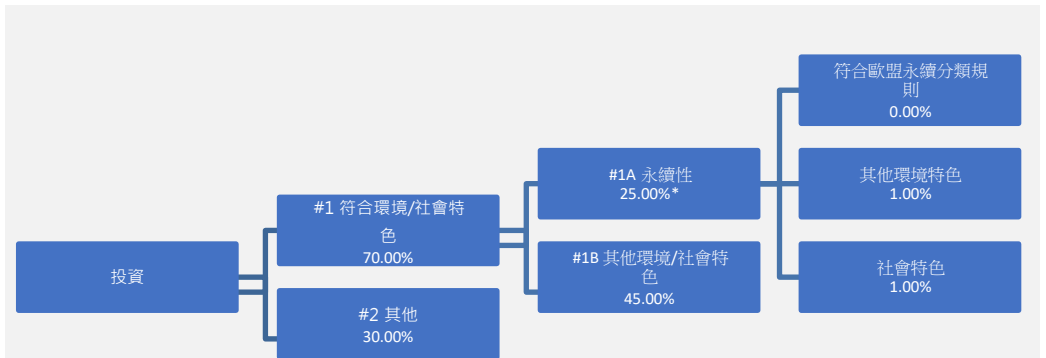 投資
#1 符合環境/社會特
色
70.00%
#2 其他
30.00%
#1A 永續性
25.00%*
#1B 其他環境/社會特
色
45.00%
符合歐盟永續分類規
則
0.00%
其他環境特色
1.00%
社會特色
1.00%